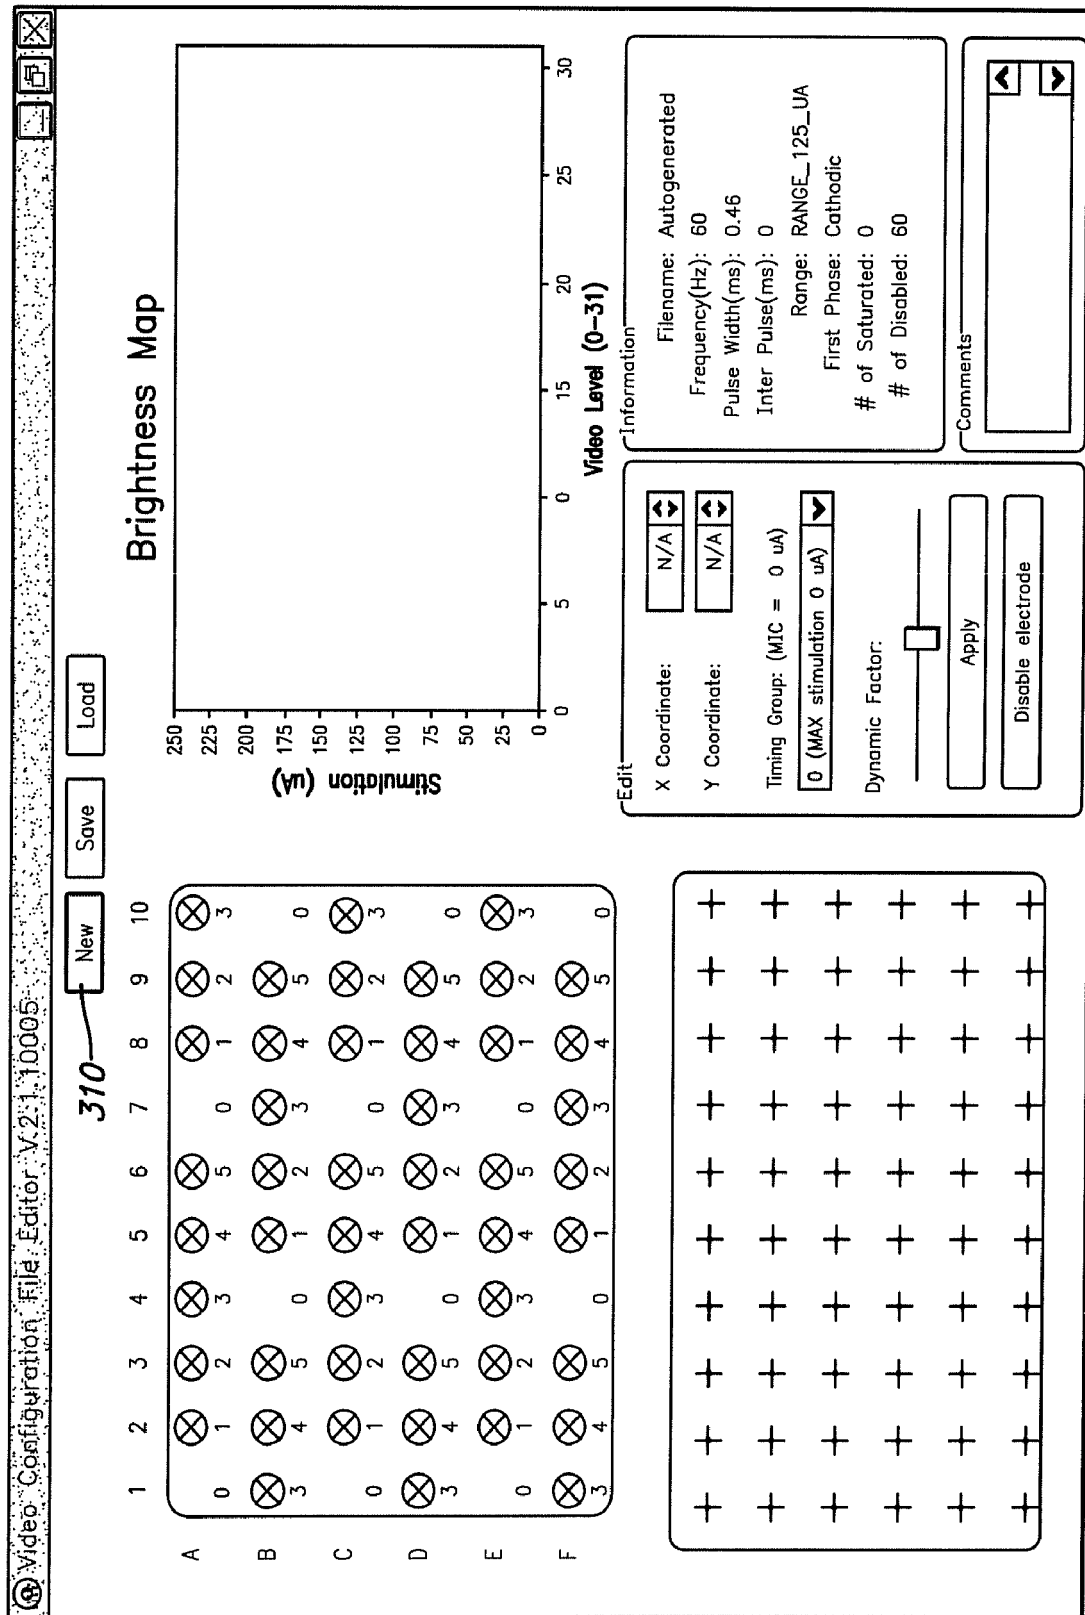 Video Configuration File Editor V.2.1.10005
310
New Save Load
1 2 3 4 5 6 7 8 9 10
A
0 1 2 3 4 5 0 1 2 3
B
3 4 5 0 1 2 3 4 5 0
C
0 1 2 3 4 5 0 1 2 3
D
3 4 5 0 1 2 3 4 5 0
E
0 1 2 3 4 5 0 1 2 3
F
3 4 5 0 1 2 3 4 5 0
Brightness Map
Stimulation (uA)
250
225
200
175
150
125
100
75
50
25
0
0 5 0 15 20 25 30
Video Level (0-31)
Edit
X Coordinate: N/A
Y Coordinate: N/A
Timing Group: (MIC = 0 uA)
0 (MAX stimulation 0 uA)
Dynamic Factor:
Apply
Disable electrode
Information
Filename: Autogenerated
Frequency(Hz): 60
Pulse Width(ms): 0.46
Inter Pulse(ms): 0
Range: RANGE_125_UA
First Phase: Cathodic
# of Saturated: 0
# of Disabled: 60
Comments